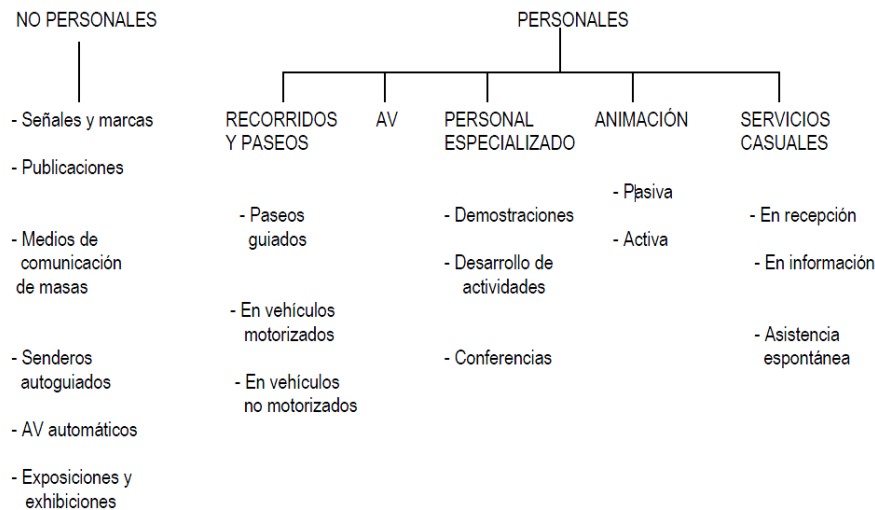 NO PERSONALES
- Señales y marcas
- Publicaciones
- Medios de
comunicación
de masas
- Senderos
autoguiados
- AV automáticos
- Exposiciones y
exhibiciones
PERSONALES
RECORRIDOS
Y PASEOS
- Paseos
guiados
- En vehículos
motorizados
- En vehículos
no motorizados
AV
PERSONAL
ESPECIALIZADO
- Demostraciones
- Desarrollo de
actividades
- Conferencias
ANIMACIÓN
- Pasiva
- Activa
SERVICIOS
CASUALES
- En recepción
- En información
- Asistencia
espontánea